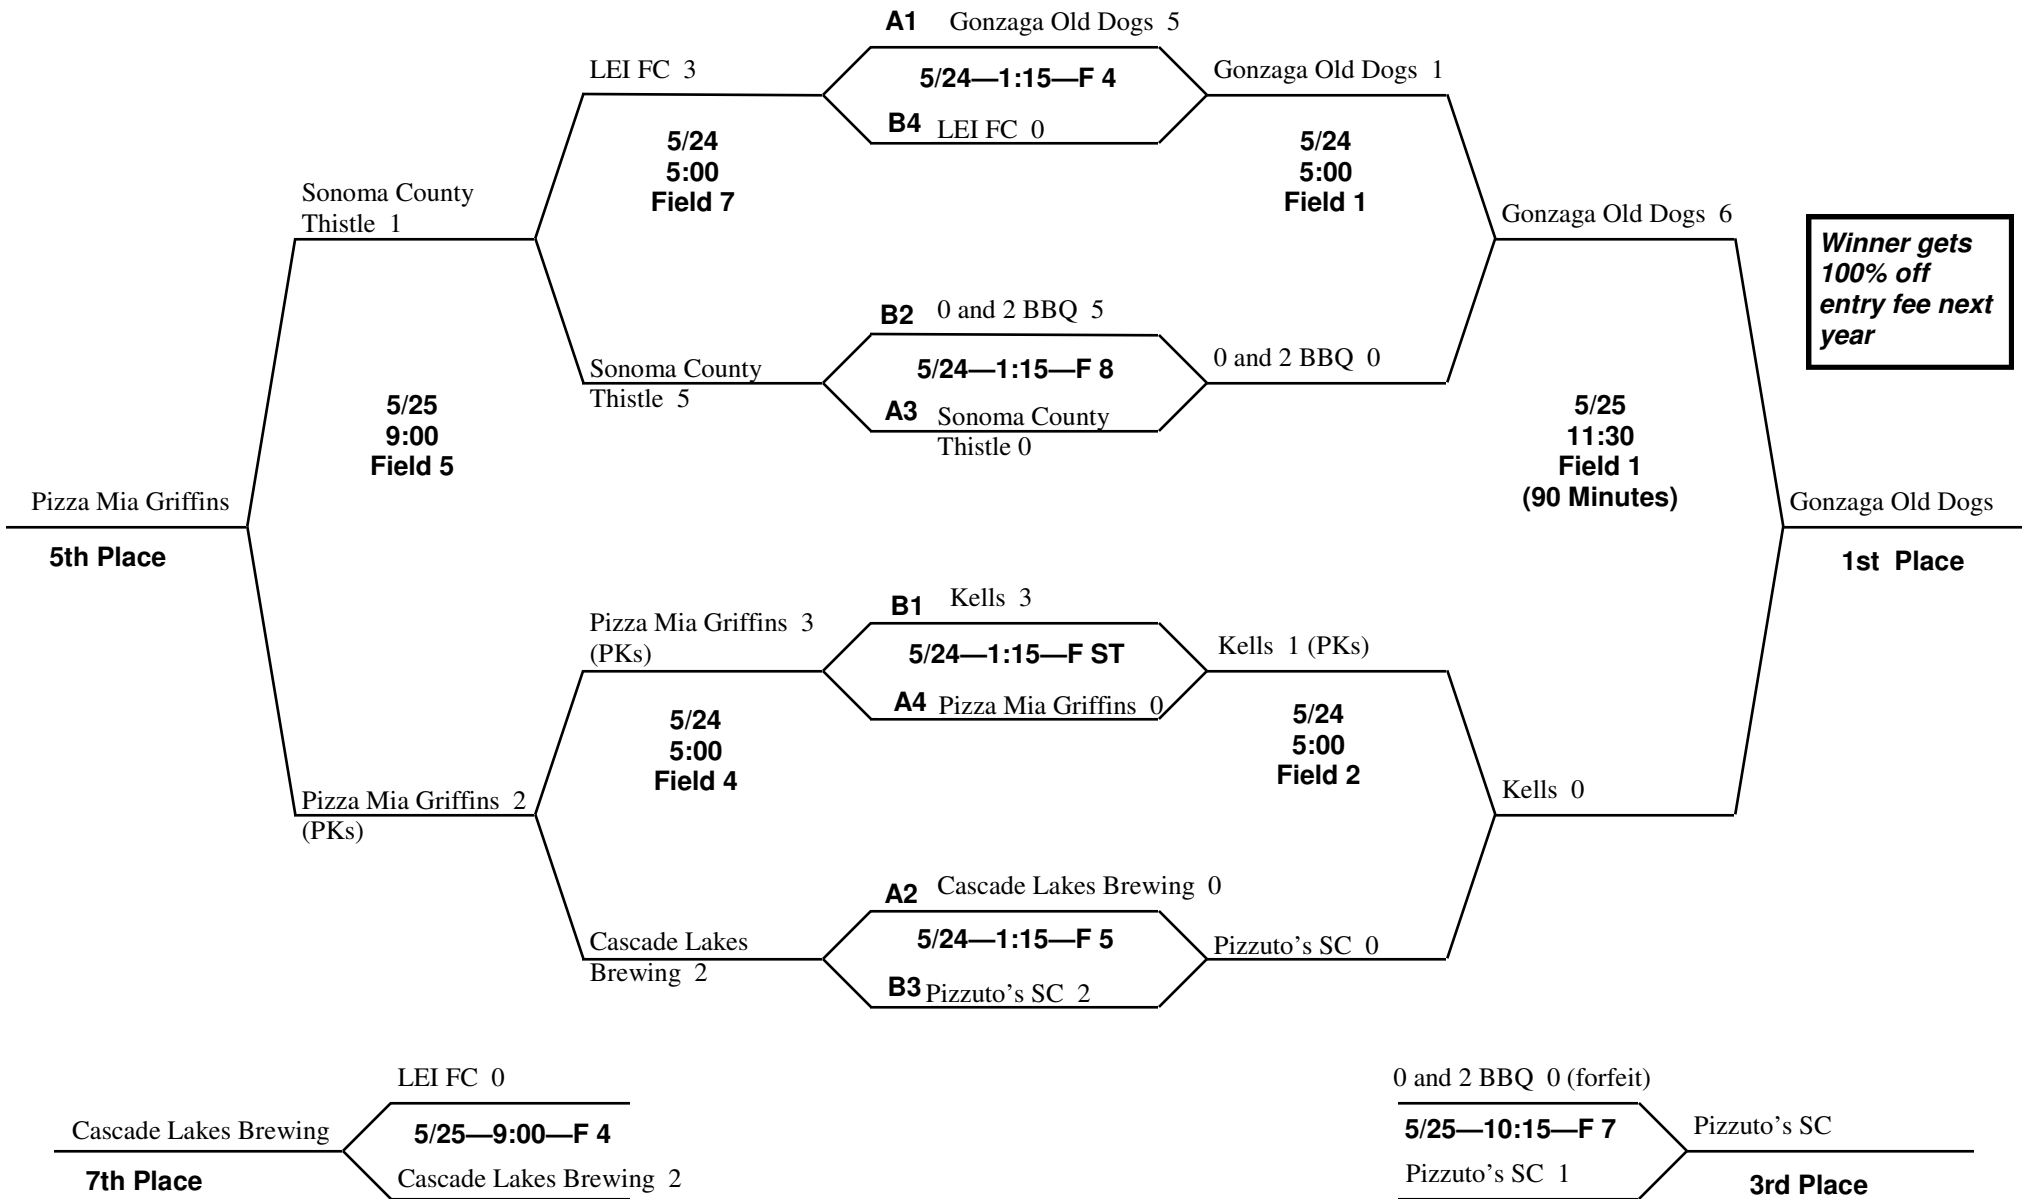 A1 Gonzaga Old Dogs 5
LEI FC 3
5/24—1:15—F 4
Gonzaga Old Dogs 1
B4 LEI FC 0
5/24
5:00
Field 7
5/24
5:00
Field 1
Sonoma County
Thistle 1
Gonzaga Old Dogs 6
Winner gets
100% off
entry fee next
year
B2 0 and 2 BBQ 5
Sonoma County
Thistle 5
5/24—1:15—F 8
0 and 2 BBQ 0
A3 Sonoma County
Thistle 0
5/25
9:00
Field 5
5/25
11:30
Field 1
(90 Minutes)
Pizza Mia Griffins
5th Place
Gonzaga Old Dogs
1st Place
B1 Kells 3
Pizza Mia Griffins 3
(PKs)
5/24—1:15—F ST
Kells 1 (PKs)
A4 Pizza Mia Griffins 0
5/24
5:00
Field 4
5/24
5:00
Field 2
Pizza Mia Griffins 2
(PKs)
Kells 0
A2 Cascade Lakes Brewing 0
Cascade Lakes
Brewing 2
5/24—1:15—F 5
Pizzuto's SC 0
B3 Pizzuto's SC 2
LEI FC 0
Cascade Lakes Brewing
5/25—9:00—F 4
7th Place
Cascade Lakes Brewing 2
0 and 2 BBQ 0 (forfeit)
5/25—10:15—F 7
Pizzuto's SC
Pizzuto's SC 1
3rd Place